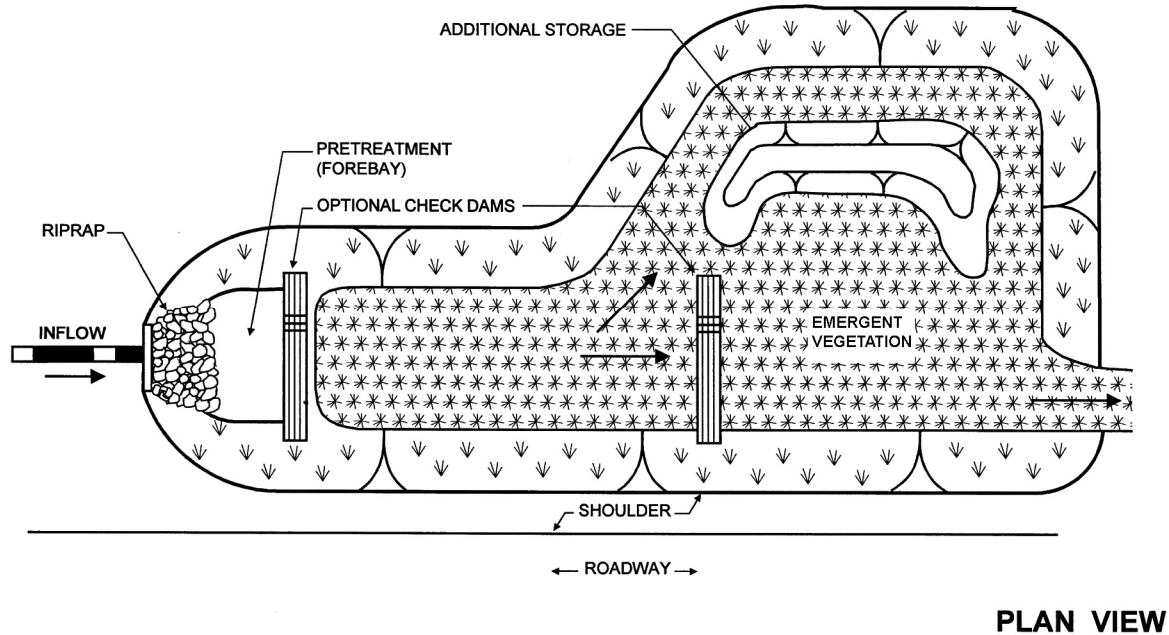 ADDITIONAL STORAGE
PRETREATMENT
(FOREBAY)
OPTIONAL CHECK DAMS
RIPRAP
INFLOW
EMERGENT
VEGETATION
SHOULDER
ROADWAY
PLAN VIEW